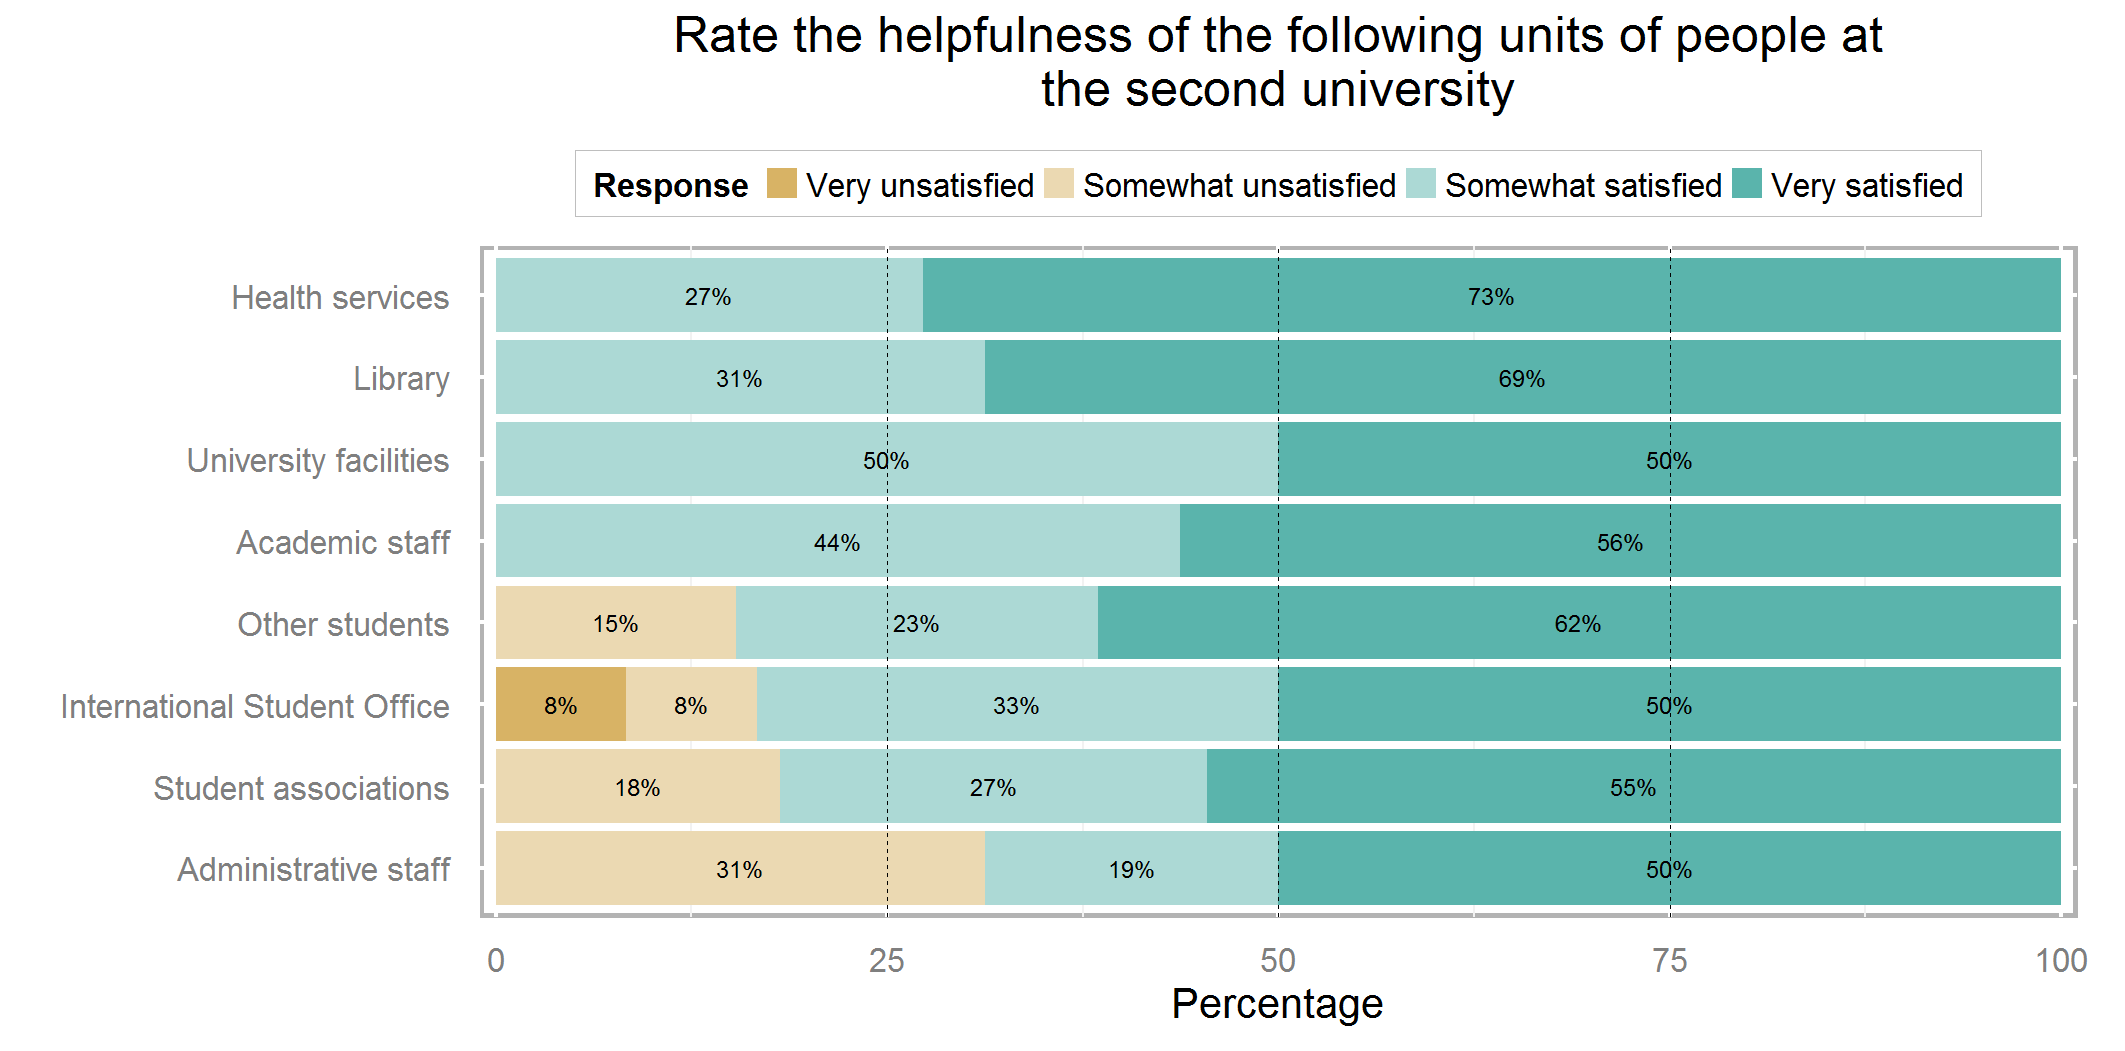 Rate the helpfulness of the following units of people at
the second university
Response Very unsatisfied Somewhat unsatisfied Somewhat satisfied Very satisfied
Health services 27% 73%
Library 31% 69%
University facilities 50% 50%
Academic staff 44% 56%
Other students 15% 23% 62%
International Student Office 8% 8% 33% 50%
Student associations 18% 27% 55%
Administrative staff 31% 19% 50%
0 25 50 75 100
Percentage